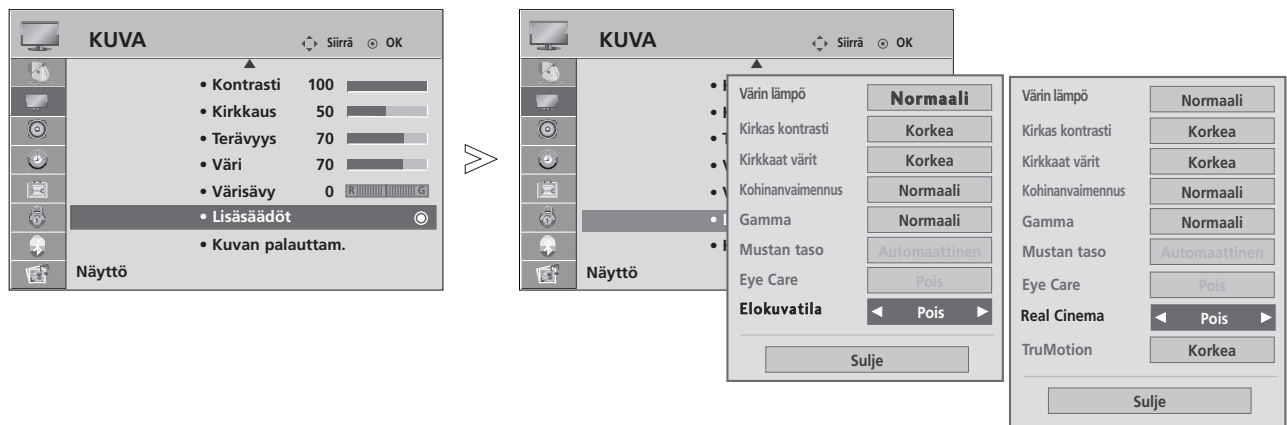 KUVA Siirrä OK
• Kontrasti 100
• Kirkkaus 50
• Terävyys 70
• Väri 70
• Värisävy 0 R G
• Lisäsäädöt
• Kuvan palauttam.
Näyttö
KUVA Siirrä OK
Näyttö
Värin lämpö Normaali
Kirkas kontrasti Korkea
Kirkkaat värit Korkea
Kohinanvaimennus Normaali
Gamma Normaali
Mustan taso Automaattinen
Eye Care Pois
Elokuvatila ◀ Pois ▶
Sulje
Värin lämpö Normaali
Kirkas kontrasti Korkea
Kirkkaat värit Korkea
Kohinanvaimennus Normaali
Gamma Normaali
Mustan taso Automaattinen
Eye Care Pois
Real Cinema ◀ Pois ▶
TruMotion Korkea
Sulje